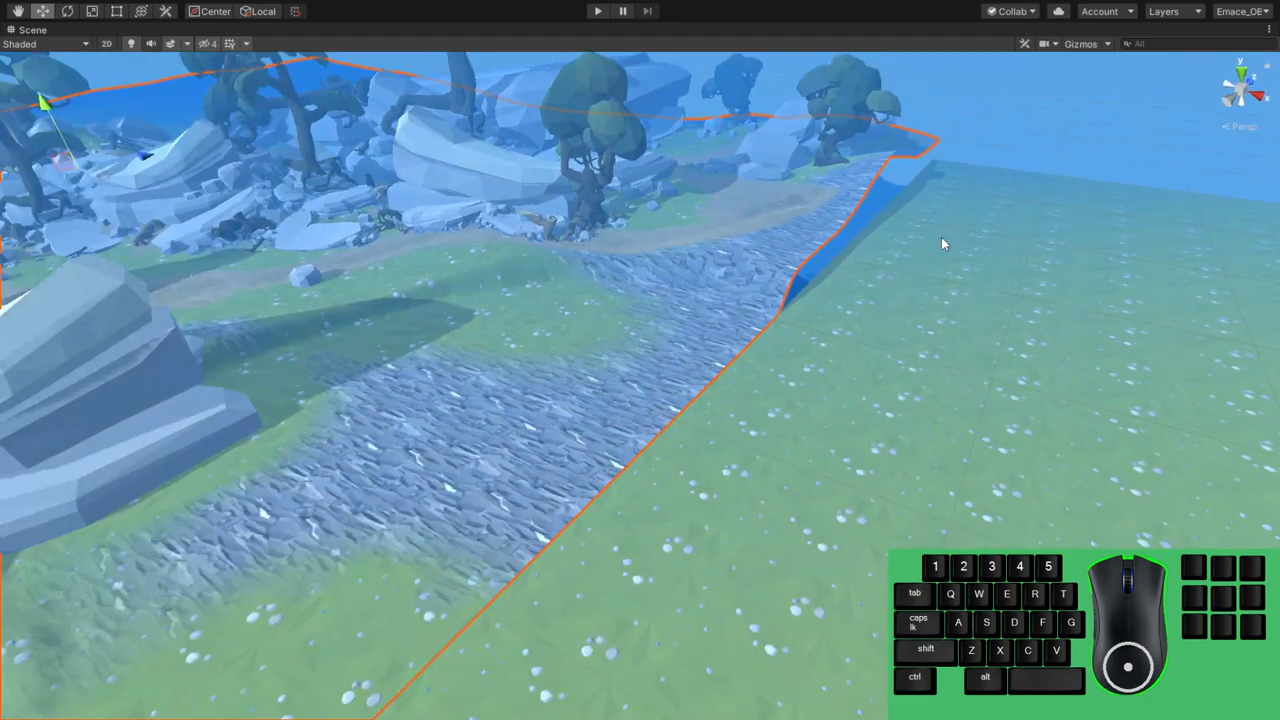 Center Local Collab Account Layers Emace_OE
Scene
Shaded 2D 4 Gizmos All
y
z
x
< Persp
1 2 3 4 5
tab Q W E R T
caps lk A S D F G
shift Z X C V
ctrl alt